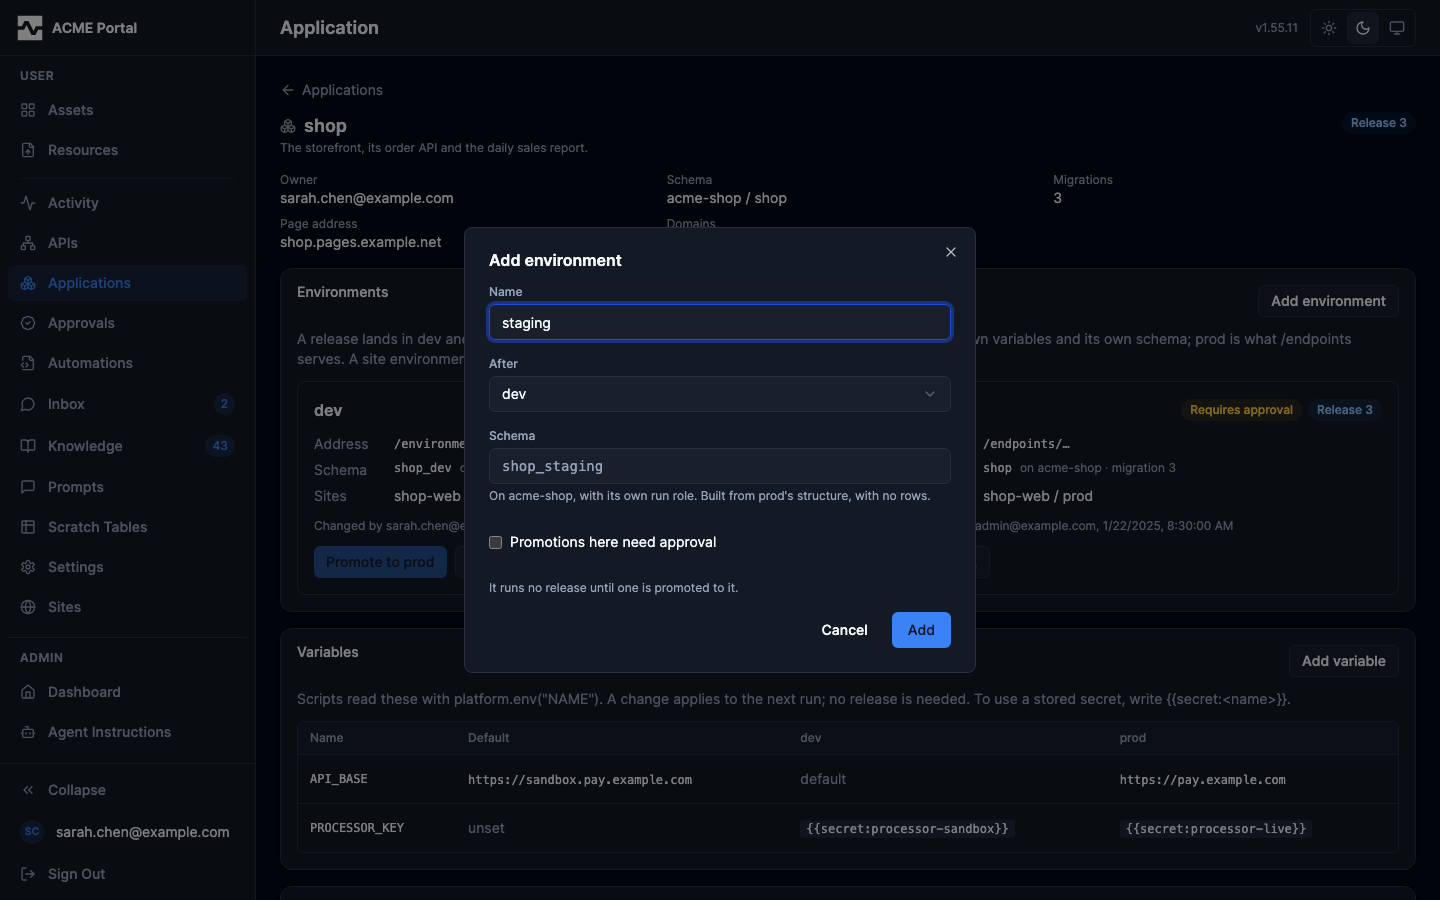 ACME Portal
Application
v1.55.11
USER
Assets
Resources
Activity
APIs
Applications
Approvals
Automations
Inbox
2
Knowledge
43
Prompts
Scratch Tables
Settings
Sites
ADMIN
Dashboard
Agent Instructions
Collapse
SC
sarah.chen@example.com
Sign Out
Applications
shop
Release 3
The storefront, its order API and the daily sales report.
Owner
sarah.chen@example.com
Schema
acme-shop / shop
Migrations
3
Page address
shop.pages.example.net
Domains
Environments
Add environment
A release lands in dev and
n variables and its own schema; prod is what /endpoints
serves. A site environmen
dev
Address
/environme
Schema
shop_dev
Sites
shop-web
Changed by sarah.chen@e
Promote to prod
Requires approval
Release 3
/endpoints/…
shop on acme-shop · migration 3
shop-web / prod
admin@example.com, 1/22/2025, 8:30:00 AM
Add environment
Name
staging
After
dev
Schema
shop_staging
On acme-shop, with its own run role. Built from prod's structure, with no rows.
Promotions here need approval
It runs no release until one is promoted to it.
Cancel
Add
Variables
Add variable
Scripts read these with platform.env("NAME"). A change applies to the next run; no release is needed. To use a stored secret, write {{secret:<name>}}.
Name
Default
dev
prod
API_BASE
https://sandbox.pay.example.com
default
https://pay.example.com
PROCESSOR_KEY
unset
{{secret:processor-sandbox}}
{{secret:processor-live}}